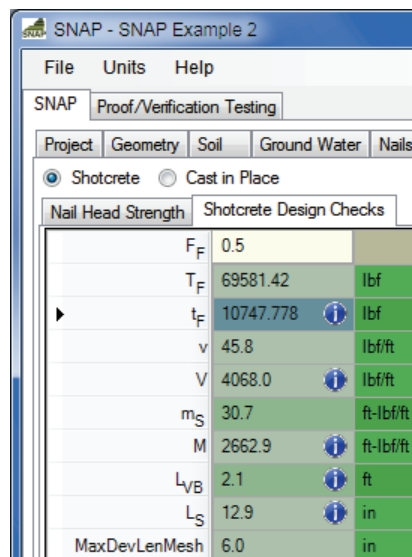 SNAP - SNAP Example 2
File Units Help
SNAP Proof/Verification Testing
Project Geometry Soil Ground Water Nails
Shotcrete Cast in Place
Nail Head Strength Shotcrete Design Checks
FF 0.5
TF 69581.42 lbf
tF 10747.778 lbf
v 45.8 lbf/ft
V 4068.0 lbf/ft
mS 30.7 ft-lbf/ft
M 2662.9 ft-lbf/ft
LVB 2.1 ft
LS 12.9 in
MaxDevLenMesh 6.0 in